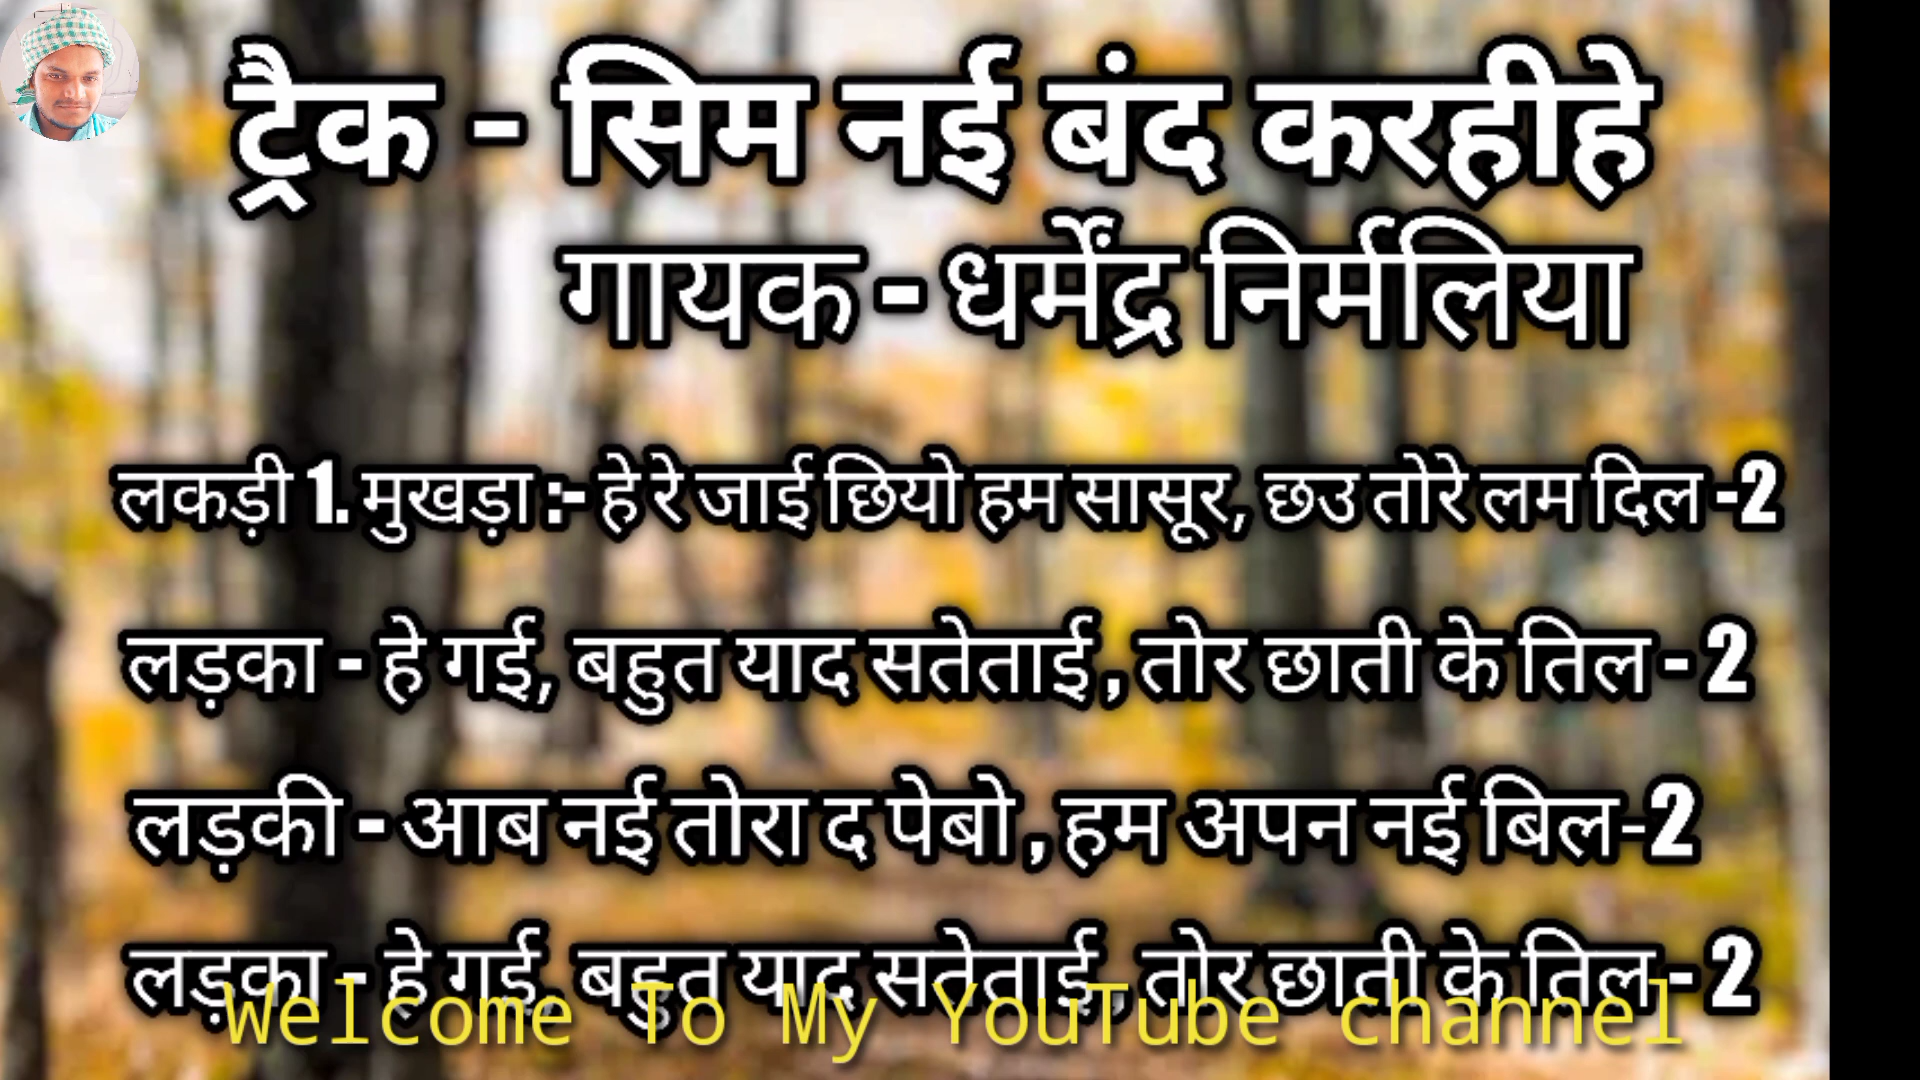 ट्रैक - सिम नई बंद करहीहे
गायक - धर्मेंद्र निर्मलिया
लकड़ी 1. मुखड़ा :- हे रे जाई छियो हम सासूर, छउ तोरे लम दिल -2
लड़का - हे गई, बहुत याद सतेताई , तोर छाती के तिल - 2
लड़की - आब नई तोरा द पेबो , हम अपन नई बिल-2
लड़का - हे गई, बहुत याद सतेताई , तोर छाती के तिल - 2
Welcome To My YouTube channel